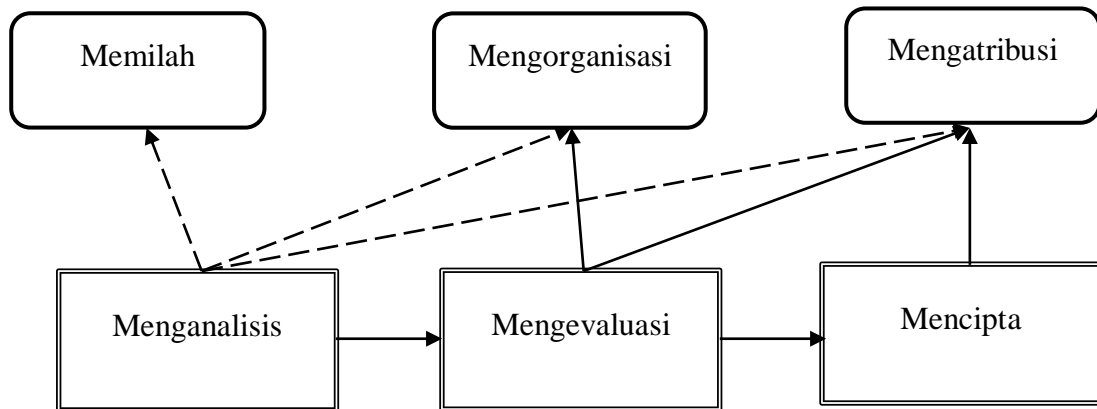 Memilah
Mengorganisasi
Mengatribusi
Menganalisis
Mengevaluasi
Mencipta